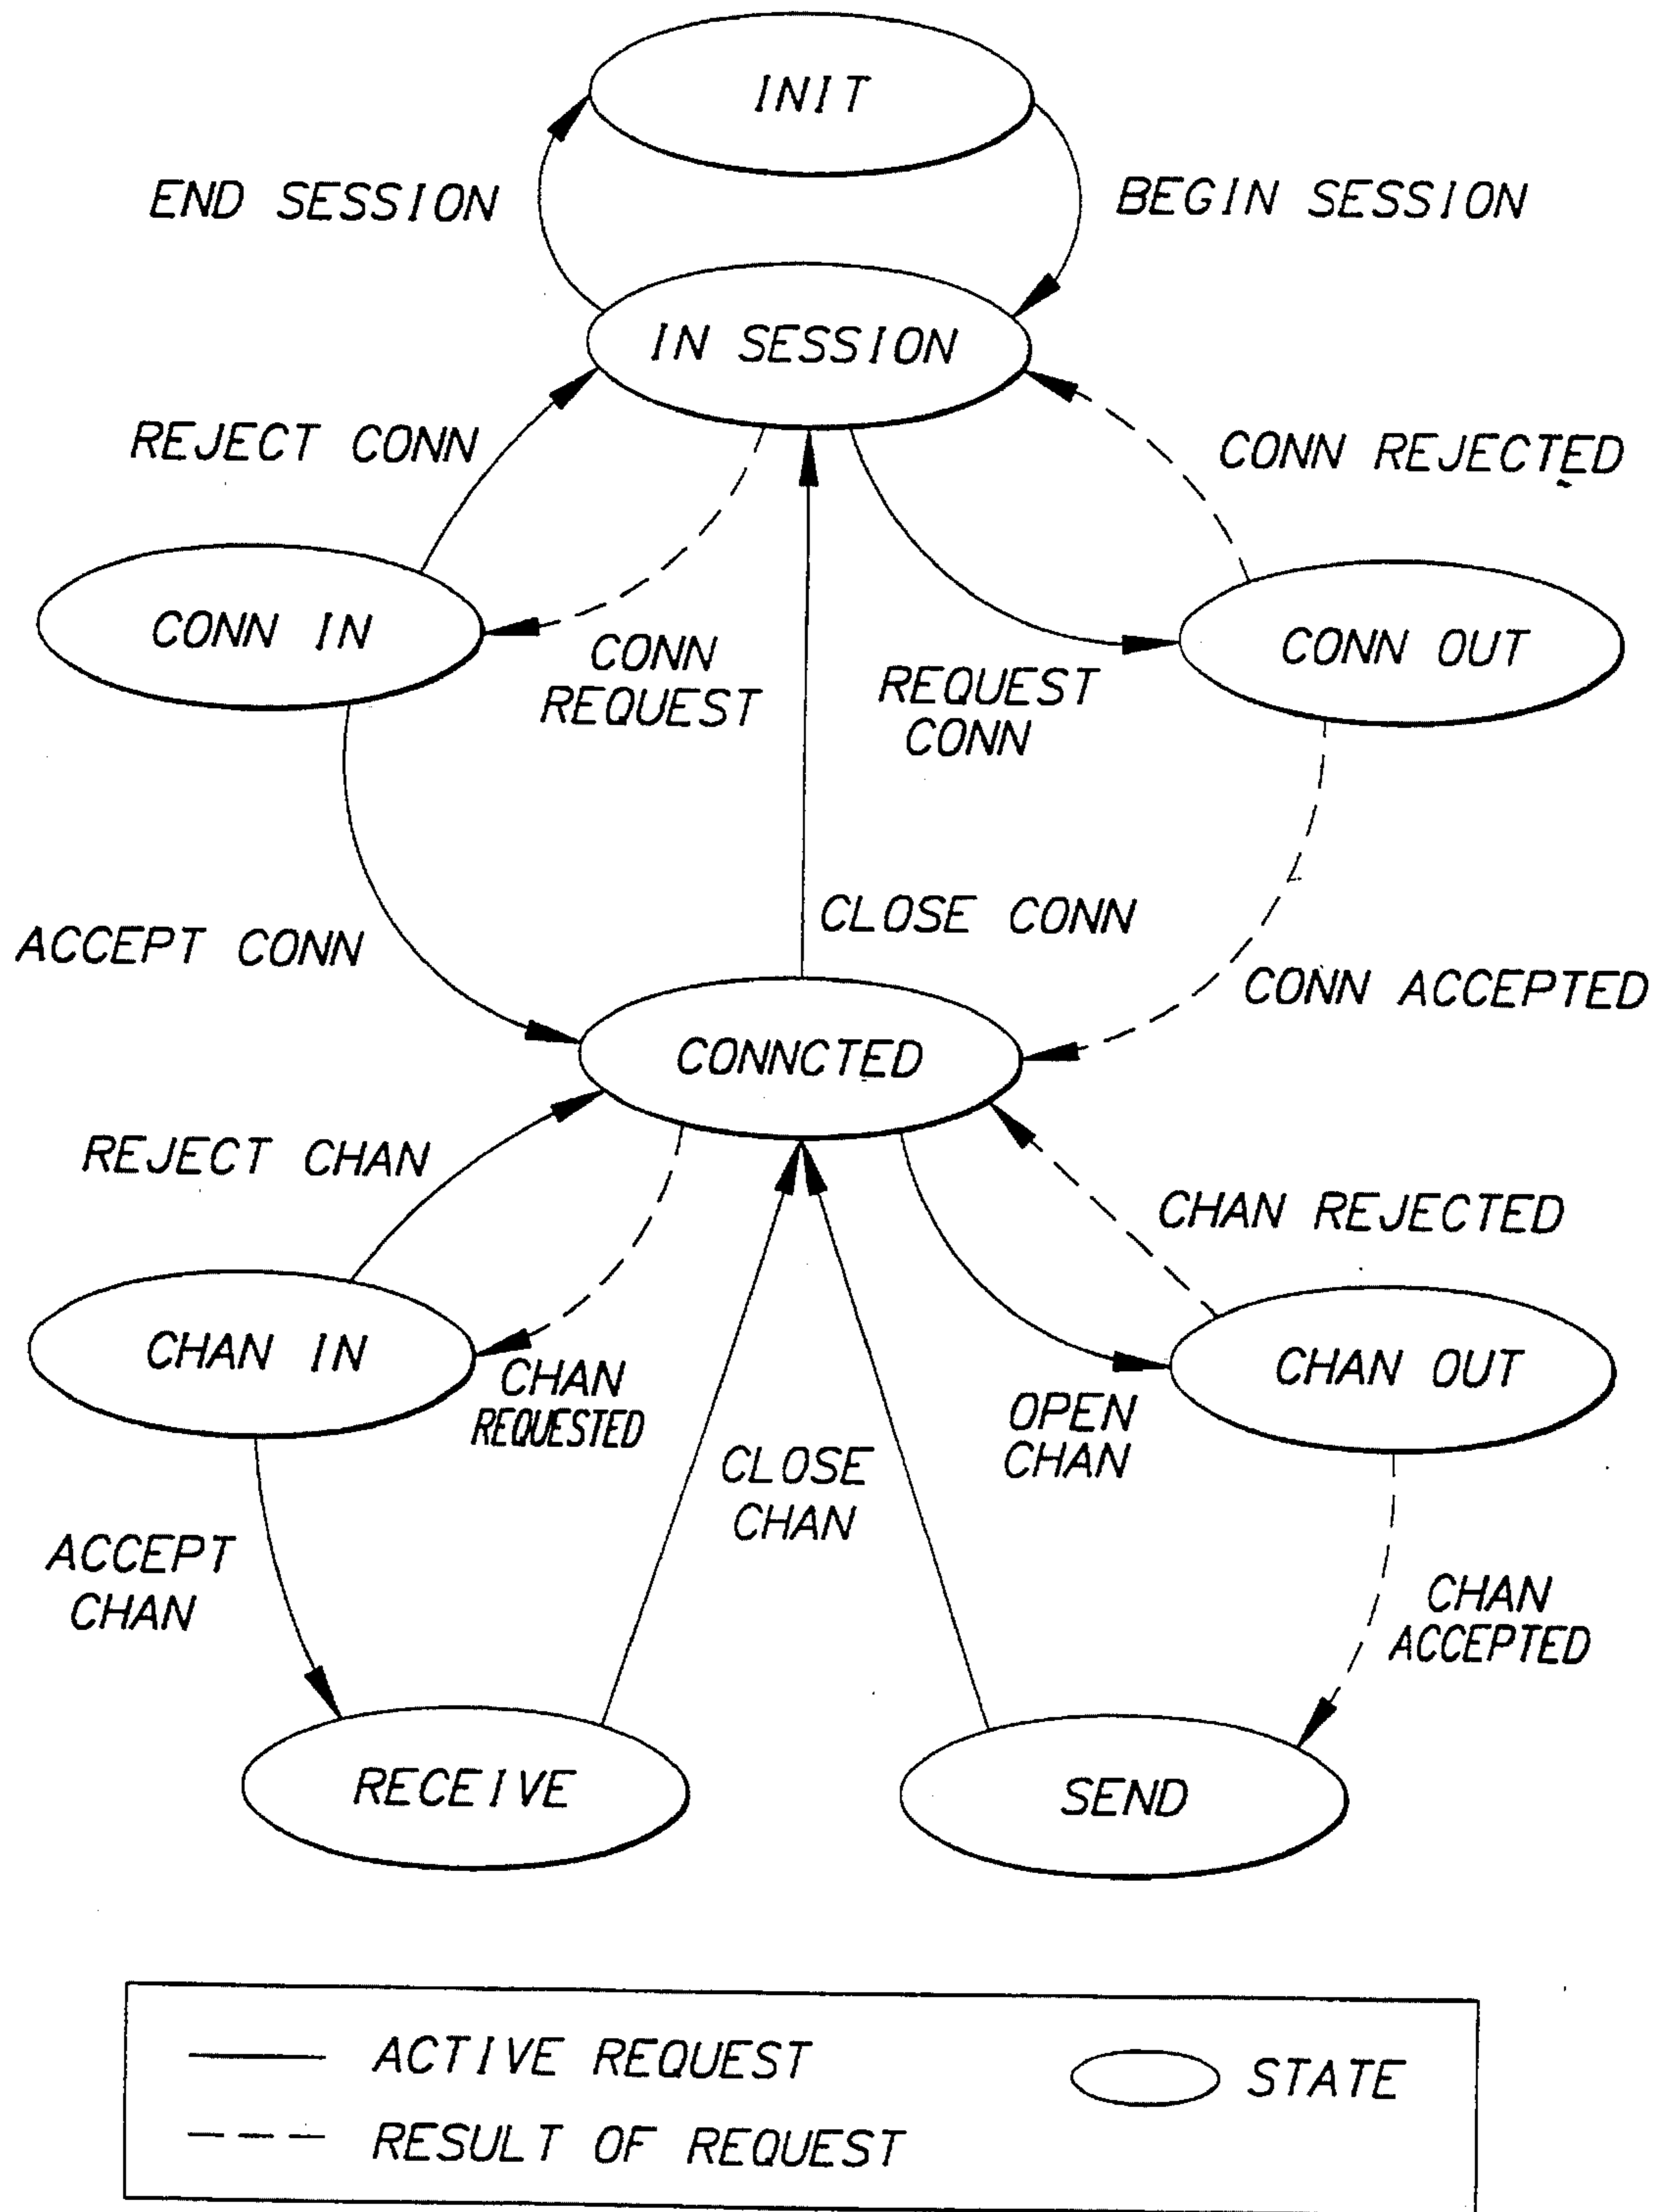 INIT
END SESSION
BEGIN SESSION
IN SESSION
REJECT CONN
CONN REJECTED
CONN IN
CONN
REQUEST
REQUEST
CONN
CONN OUT
ACCEPT CONN
CLOSE CONN
CONN ACCEPTED
CONNCTED
REJECT CHAN
CHAN REJECTED
CHAN IN
CHAN
REQUESTED
OPEN
CHAN
CHAN OUT
CLOSE
CHAN
ACCEPT
CHAN
CHAN
ACCEPTED
RECEIVE
SEND
ACTIVE REQUEST
STATE
RESULT OF REQUEST